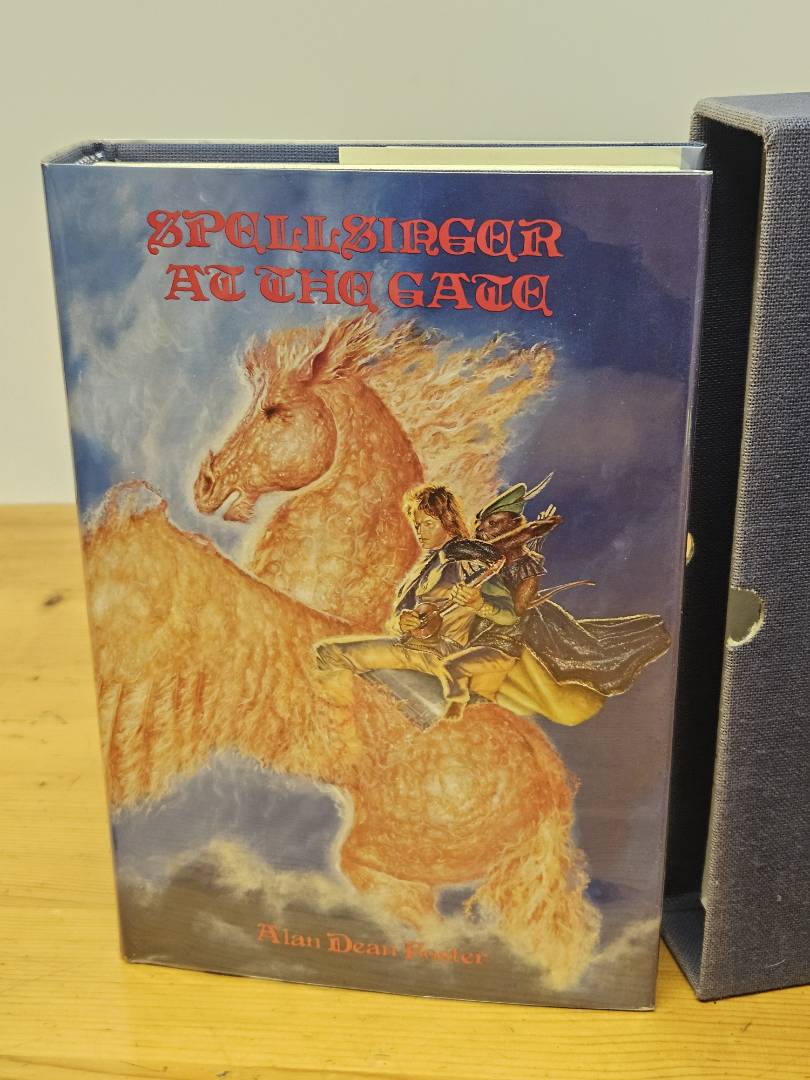 SPELLSINGER
AT THE GATE
Alan Dean Foster